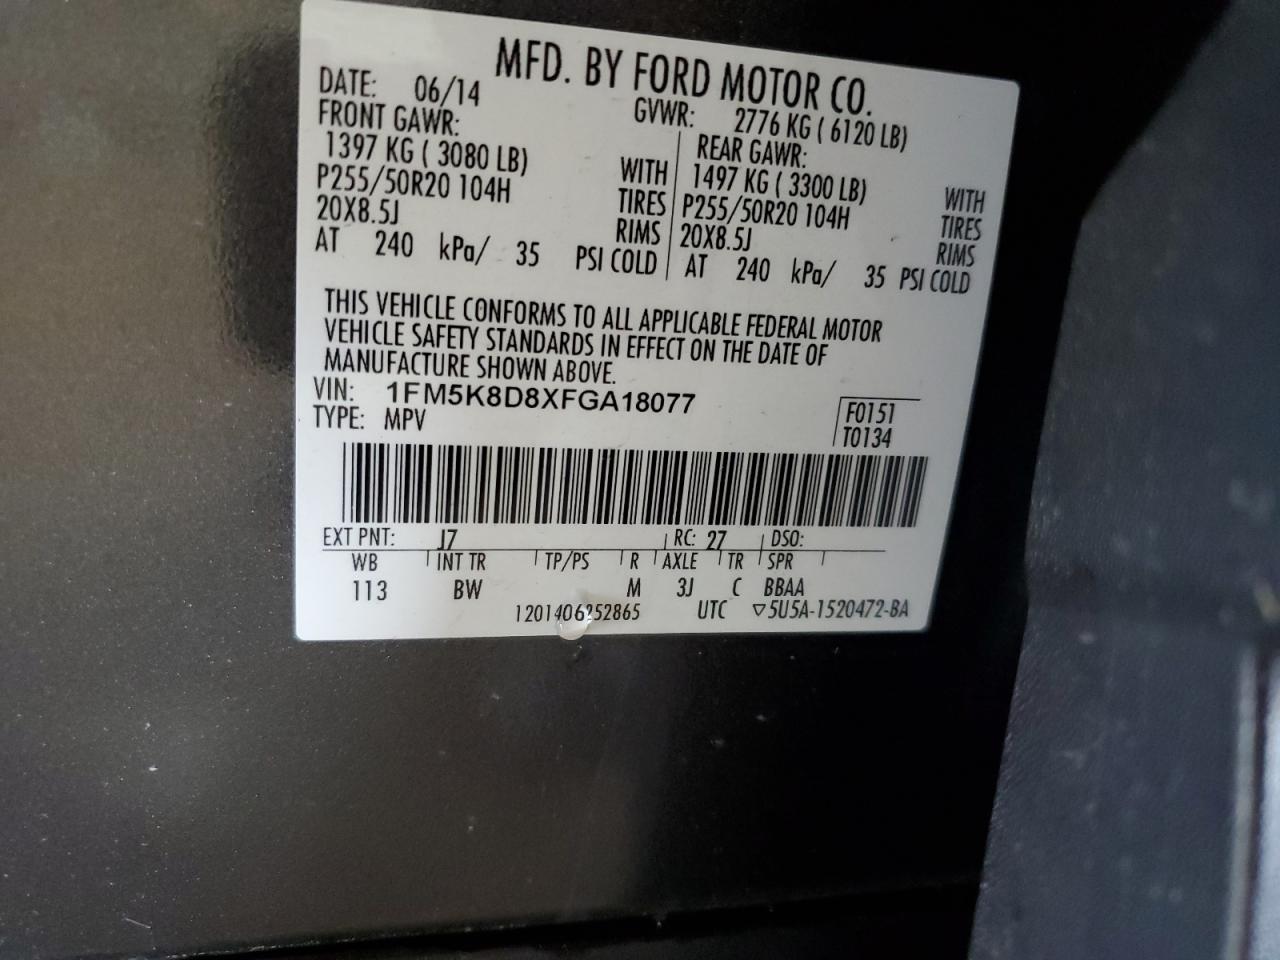 MFD. BY FORD MOTOR CO.
DATE: 06/14 GVWR: 2776 KG ( 6120 LB)
FRONT GAWR: REAR GAWR:
1397 KG ( 3080 LB) WITH 1497 KG ( 3300 LB) WITH
P255/50R20 104H TIRES P255/50R20 104H TIRES
20X8.5J RIMS 20X8.5J RIMS
AT 240 kPa/ 35 PSI COLD AT 240 kPa/ 35 PSI COLD
THIS VEHICLE CONFORMS TO ALL APPLICABLE FEDERAL MOTOR
VEHICLE SAFETY STANDARDS IN EFFECT ON THE DATE OF
MANUFACTURE SHOWN ABOVE.
VIN: 1FM5K8D8XFGA18077 F0151
TYPE: MPV T0134
EXT PNT: J7 RC: 27 DSO:
WB INT TR TP/PS R AXLE TR SPR
113 BW M 3J C BBAA
UTC ▽5U5A-1520472-BA